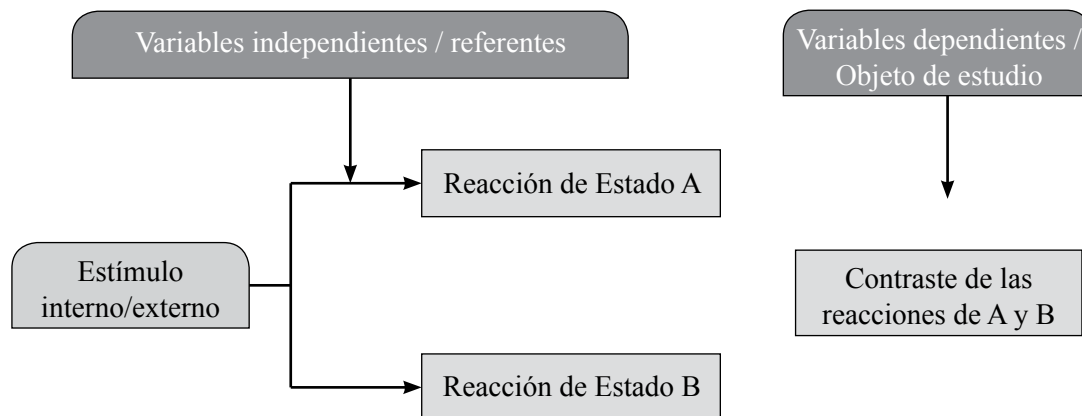 Variables independientes / referentes
Variables dependientes /
Objeto de estudio
Reacción de Estado A
Estímulo
interno/externo
Contraste de las
reacciones de A y B
Reacción de Estado B